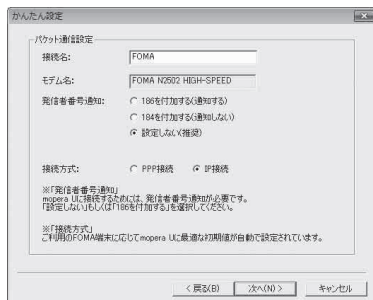 かんたん設定
パケット通信設定
接続名: FOMA
モデム名: FOMA N2502 HIGH-SPEED
発信者番号通知: 186を付加する(通知する)
184を付加する(通知しない)
設定しない(推奨)
接続方式: PPP接続 IP接続
※「発信者番号通知」
mopera Uに接続するためには、発信者番号通知が必要です。
「設定しない」もしくは「186を付加する」を選択してください。
※「接続方式」
ご利用のFOMA端末に応じてmopera Uに最適な初期値が自動で設定されています。
< 戻る(B) 次へ(N) > キャンセル